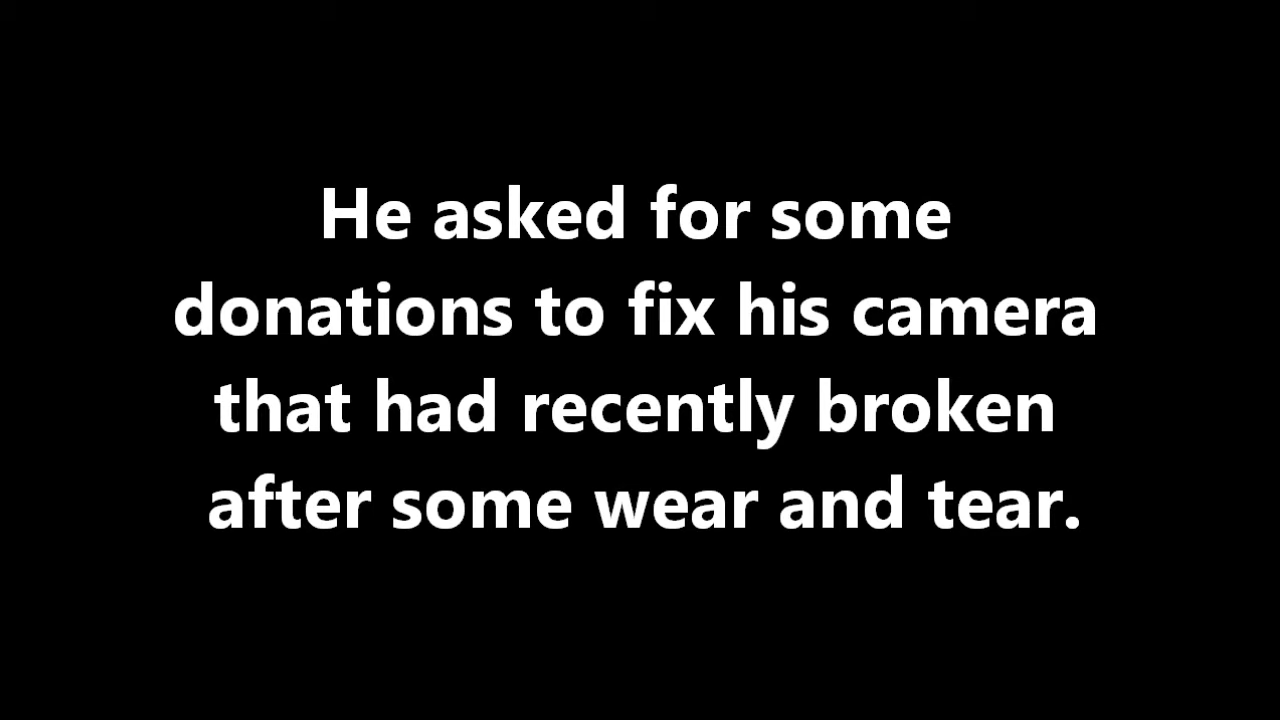 He asked for some
donations to fix his camera
that had recently broken
after some wear and tear.